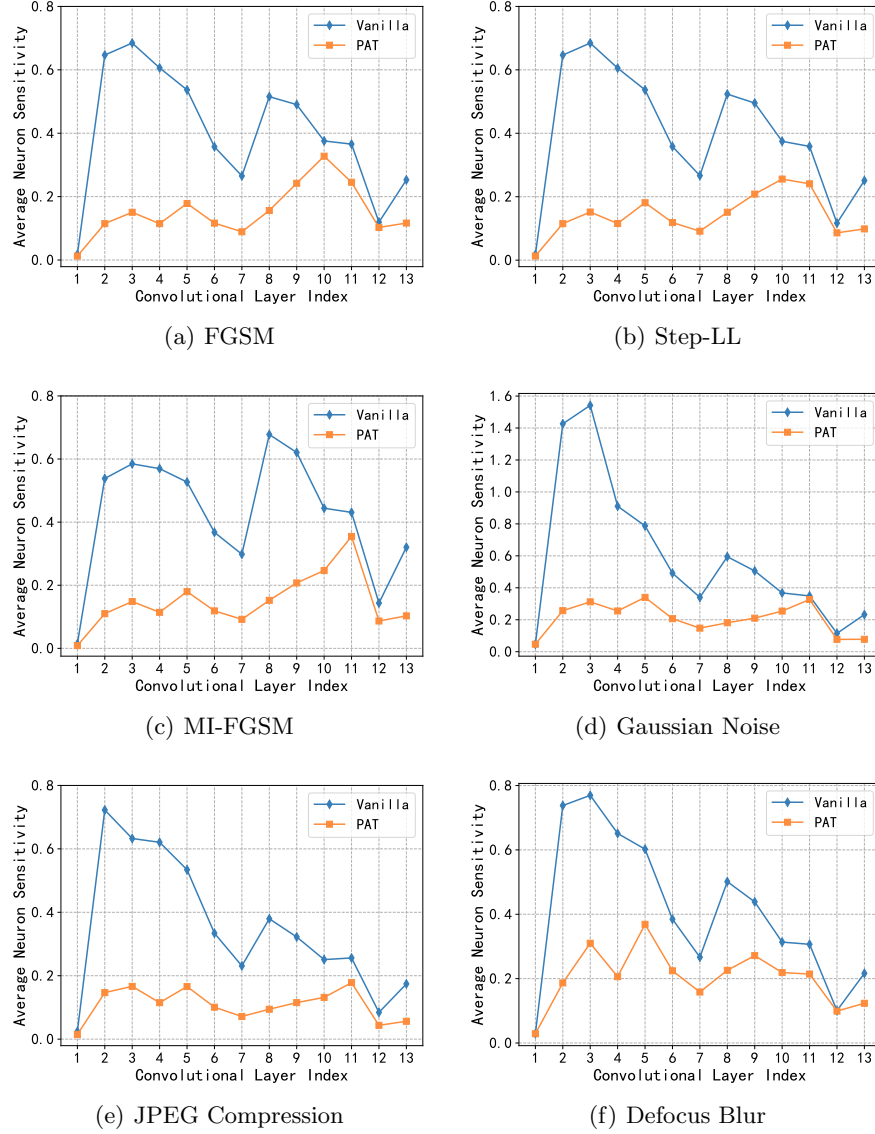 0.8
0.6
0.4
0.2
0.0
Average Neuron Sensitivity
Vanilla
PAT
1 2 3 4 5 6 7 8 9 10 11 12 13
Convolutional Layer Index
(a) FGSM
0.8
0.6
0.4
0.2
0.0
Average Neuron Sensitivity
Vanilla
PAT
1 2 3 4 5 6 7 8 9 10 11 12 13
Convolutional Layer Index
(b) Step-LL
0.8
0.6
0.4
0.2
0.0
Average Neuron Sensitivity
Vanilla
PAT
1 2 3 4 5 6 7 8 9 10 11 12 13
Convolutional Layer Index
(c) MI-FGSM
1.6
1.4
1.2
1.0
0.8
0.6
0.4
0.2
0.0
Average Neuron Sensitivity
Vanilla
PAT
1 2 3 4 5 6 7 8 9 10 11 12 13
Convolutional Layer Index
(d) Gaussian Noise
0.8
0.6
0.4
0.2
0.0
Average Neuron Sensitivity
Vanilla
PAT
1 2 3 4 5 6 7 8 9 10 11 12 13
Convolutional Layer Index
(e) JPEG Compression
0.8
0.6
0.4
0.2
0.0
Average Neuron Sensitivity
Vanilla
PAT
1 2 3 4 5 6 7 8 9 10 11 12 13
Convolutional Layer Index
(f) Defocus Blur